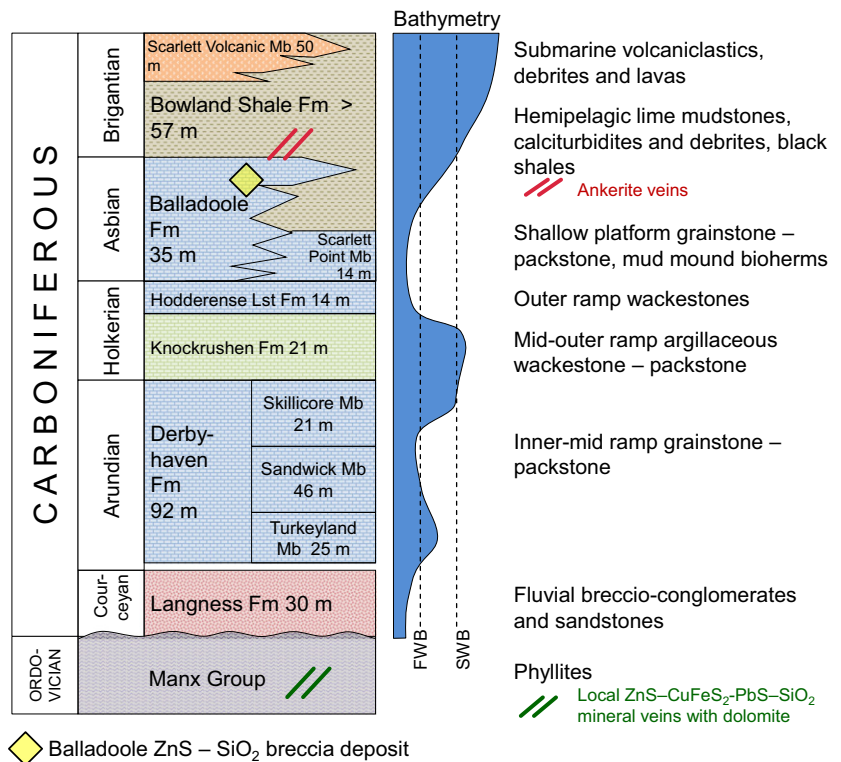 Bathymetry
CARBONIFEROUS
ORDO-
VICIAN
Brigantian
Asbian
Holkerian
Arundian
Cour-
ceyan
Scarlett Volcanic Mb 50
m
Bowland Shale Fm >
57 m
Balladoole
Fm
35 m
Scarlett
Point Mb
14 m
Hodderense Lst Fm 14 m
Knockrushen Fm 21 m
Derby-
haven
Fm
92 m
Skillicore Mb
21 m
Sandwick Mb
46 m
Turkeyland
Mb 25 m
Langness Fm 30 m
Manx Group
FWB
SWB
Submarine volcaniclastics,
debrites and lavas
Hemipelagic lime mudstones,
calciturbidites and debrites, black
shales
Ankerite veins
Shallow platform grainstone –
packstone, mud mound bioherms
Outer ramp wackestones
Mid-outer ramp argillaceous
wackestone – packstone
Inner-mid ramp grainstone –
packstone
Fluvial breccio-conglomerates
and sandstones
Phyllites
Local ZnS–CuFeS₂-PbS–SiO₂
mineral veins with dolomite
Balladoole ZnS – SiO₂ breccia deposit